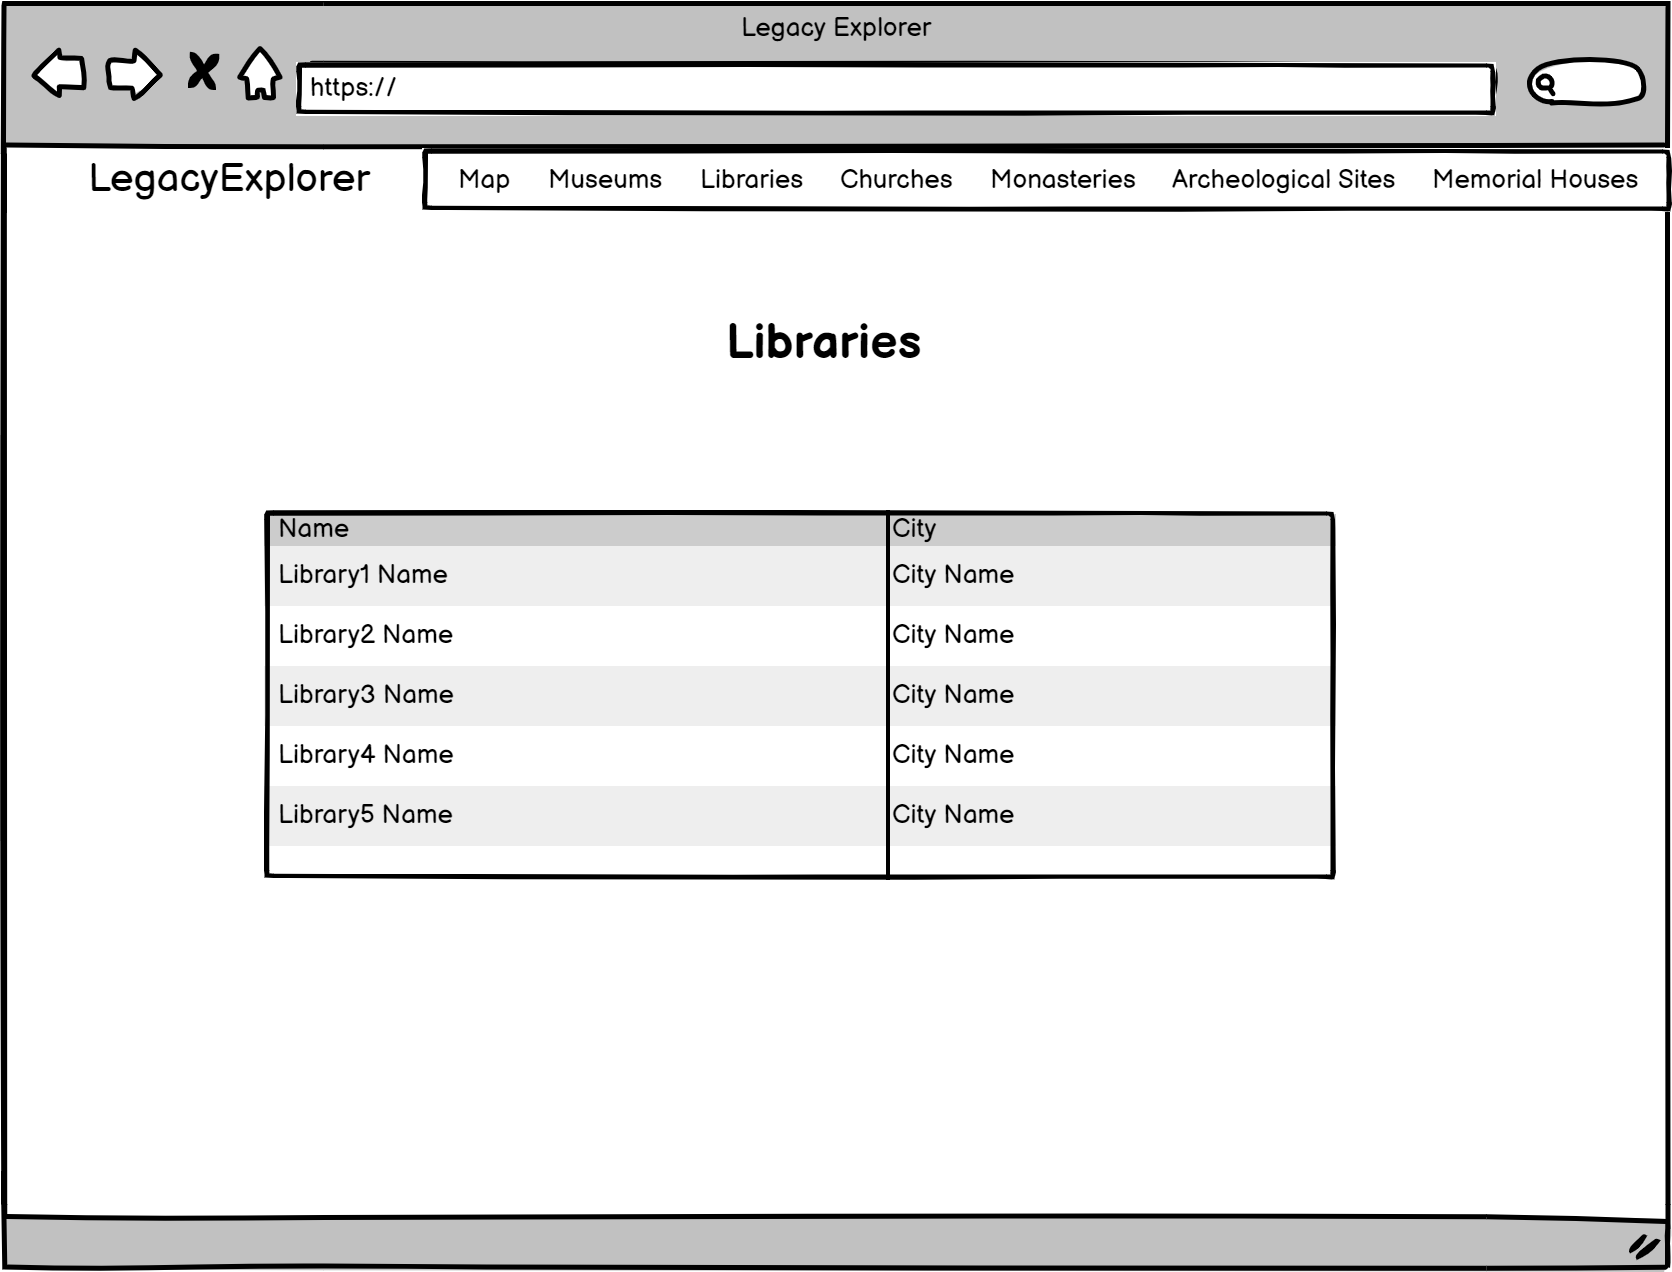 Legacy Explorer
https://
LegacyExplorer
Map Museums Libraries Churches Monasteries Archeological Sites Memorial Houses
Libraries
Name City
Library1 Name City Name
Library2 Name City Name
Library3 Name City Name
Library4 Name City Name
Library5 Name City Name